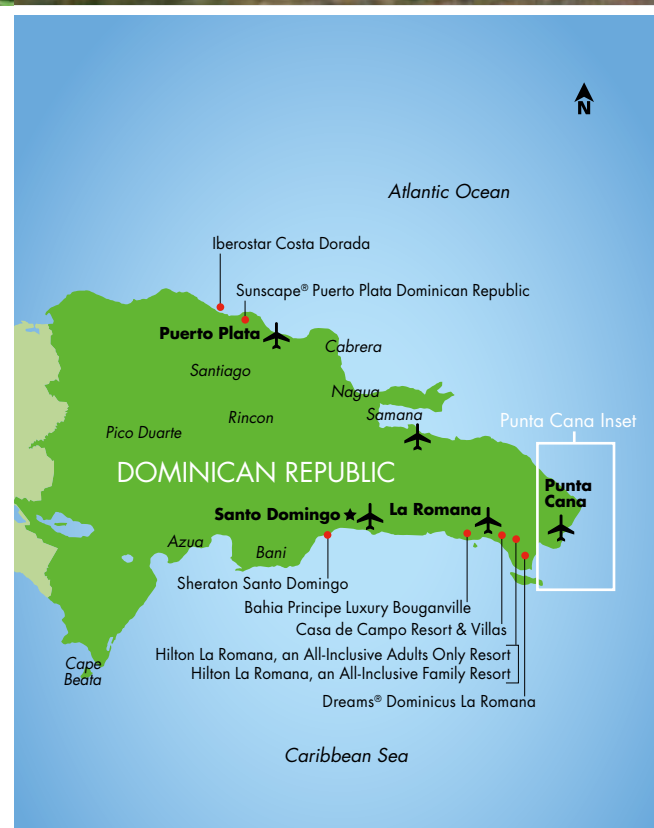 N
Atlantic Ocean
Iberostar Costa Dorada
Sunscape® Puerto Plata Dominican Republic
Puerto Plata
Cabrera
Santiago
Nagua
Rincon
Samana
Pico Duarte
Punta Cana Inset
DOMINICAN REPUBLIC
Punta
Cana
Santo Domingo
La Romana
Azua
Bani
Sheraton Santo Domingo
Bahia Principe Luxury Bouganville
Casa de Campo Resort & Villas
Hilton La Romana, an All-Inclusive Adults Only Resort
Hilton La Romana, an All-Inclusive Family Resort
Cape
Beata
Dreams® Dominicus La Romana
Caribbean Sea